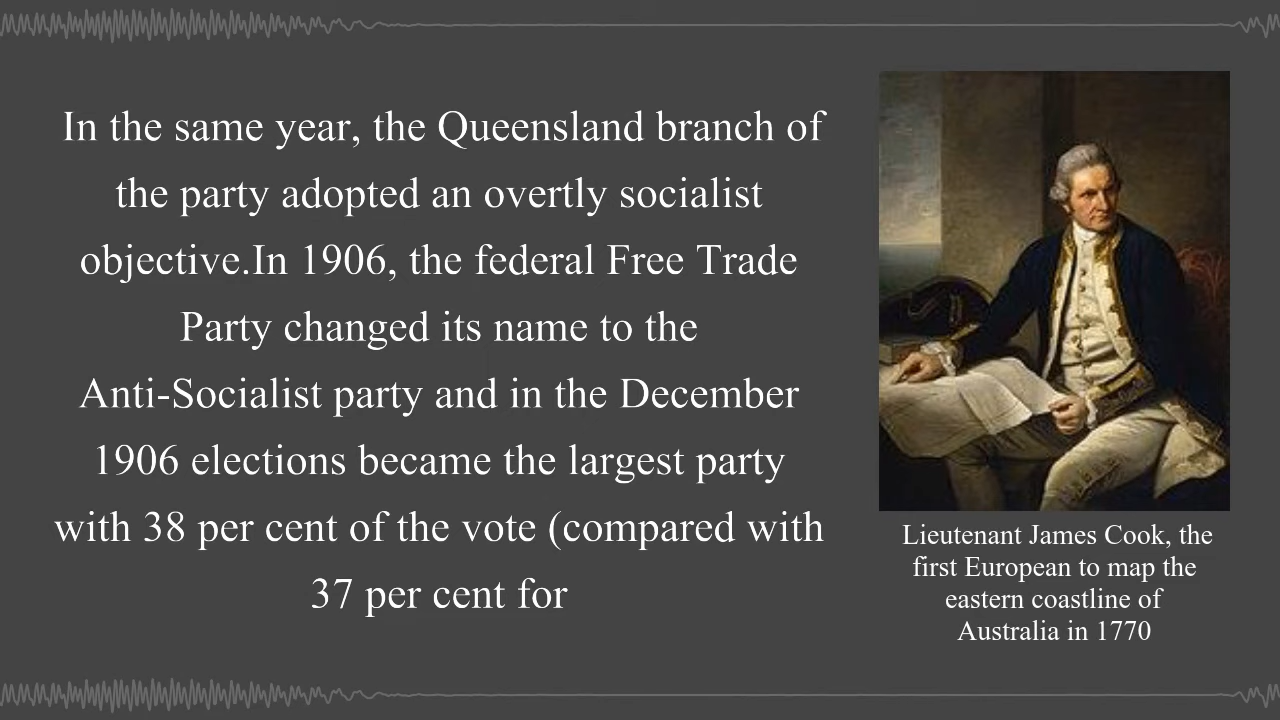 In the same year, the Queensland branch of
the party adopted an overtly socialist
objective.In 1906, the federal Free Trade
Party changed its name to the
Anti-Socialist party and in the December
1906 elections became the largest party
with 38 per cent of the vote (compared with
37 per cent for
Lieutenant James Cook, the
first European to map the
eastern coastline of
Australia in 1770